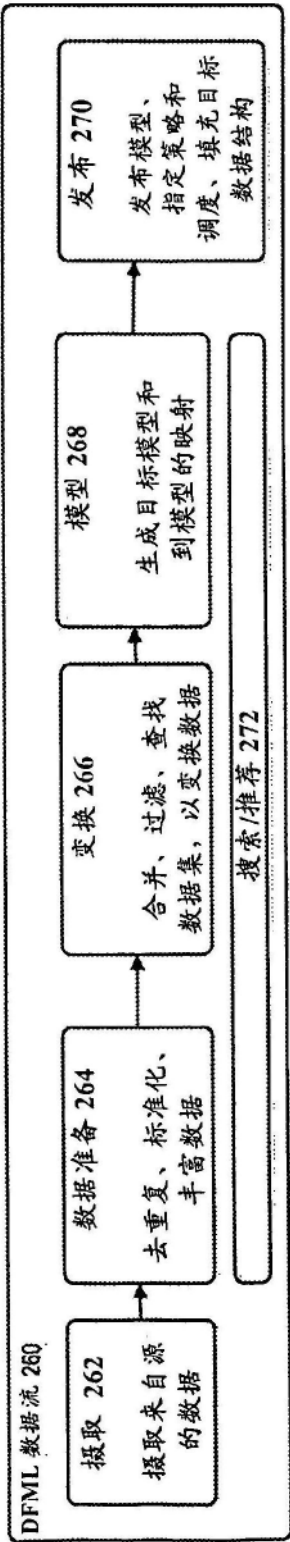 DFML 数据流 260
摄取 262
摄取来自源
的数据
数据准备 264
去重复、标准化、
丰富数据
变换 266
合并、过滤、查找
数据集，以变换数据
模型 268
生成目标模型和
到模型的映射
发布 270
发布模型、
指定策略和
调度、填充目标
数据结构
搜索/推荐 272